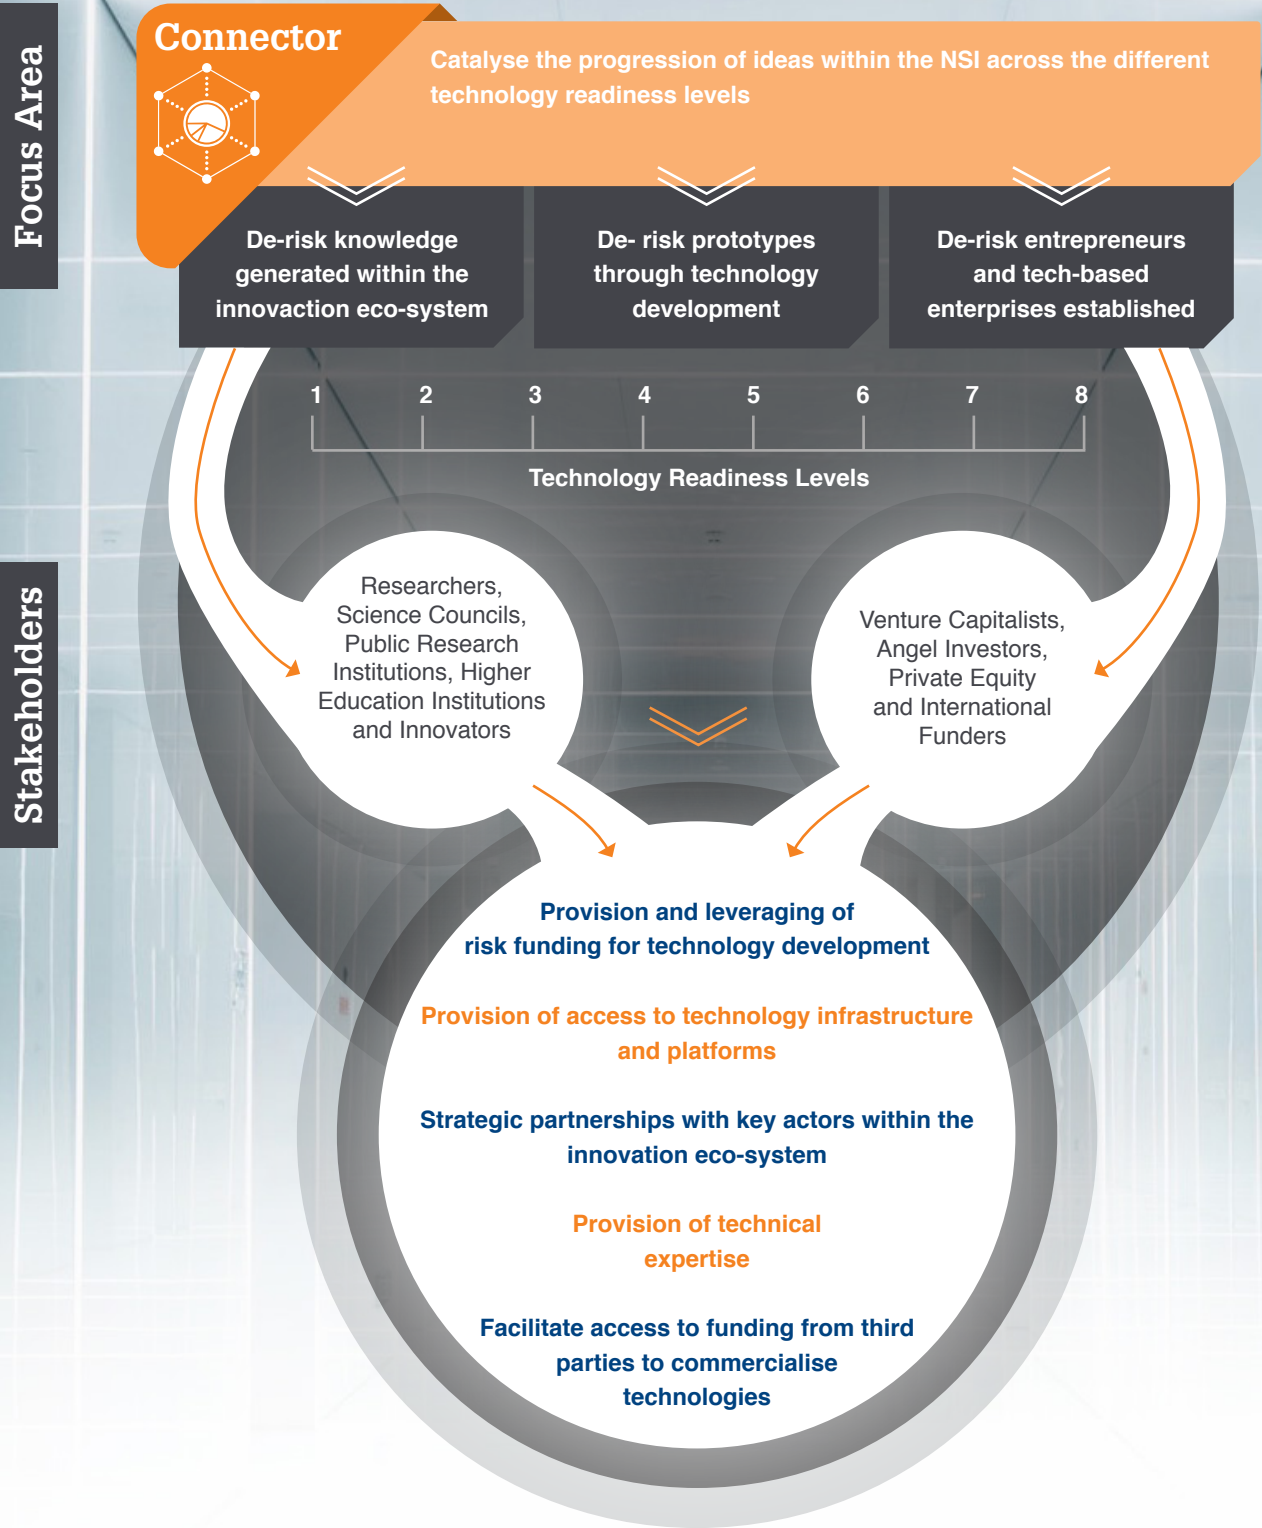 Focus Area
Connector
Catalyse the progression of ideas within the NSI across the different
technology readiness levels
De-risk knowledge
generated within the
innovaction eco-system
De- risk prototypes
through technology
development
De-risk entrepreneurs
and tech-based
enterprises established
1 2 3 4 5 6 7 8
Technology Readiness Levels
Stakeholders
Researchers,
Science Councils,
Public Research
Institutions, Higher
Education Institutions
and Innovators
Venture Capitalists,
Angel Investors,
Private Equity
and International
Funders
Provision and leveraging of
risk funding for technology development
Provision of access to technology infrastructure
and platforms
Strategic partnerships with key actors within the
innovation eco-system
Provision of technical
expertise
Facilitate access to funding from third
parties to commercialise
technologies